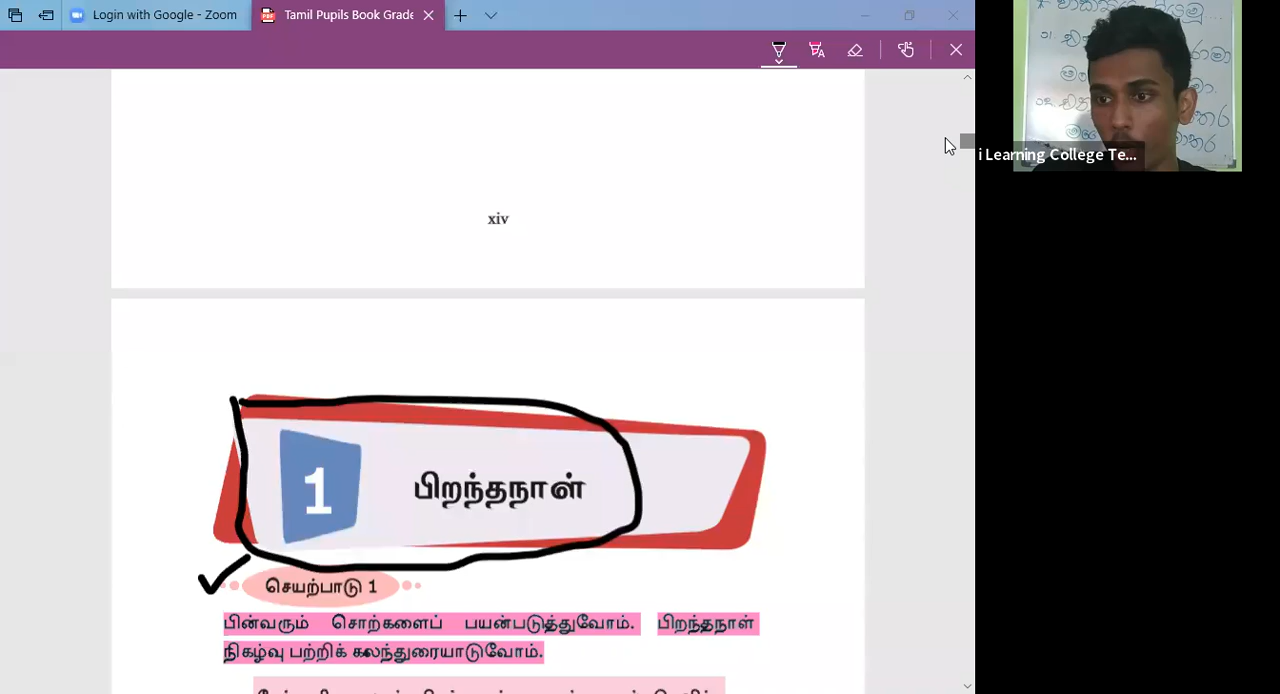 Login with Google - Zoom
Tamil Pupils Book Grade
i Learning College Te...
xiv
1 பிறந்தநாள்
செயற்பாடு 1
பின்வரும் சொற்களைப் பயன்படுத்துவோம். பிறந்தநாள்
நிகழ்வு பற்றிக் கலந்துரையாடுவோம்.